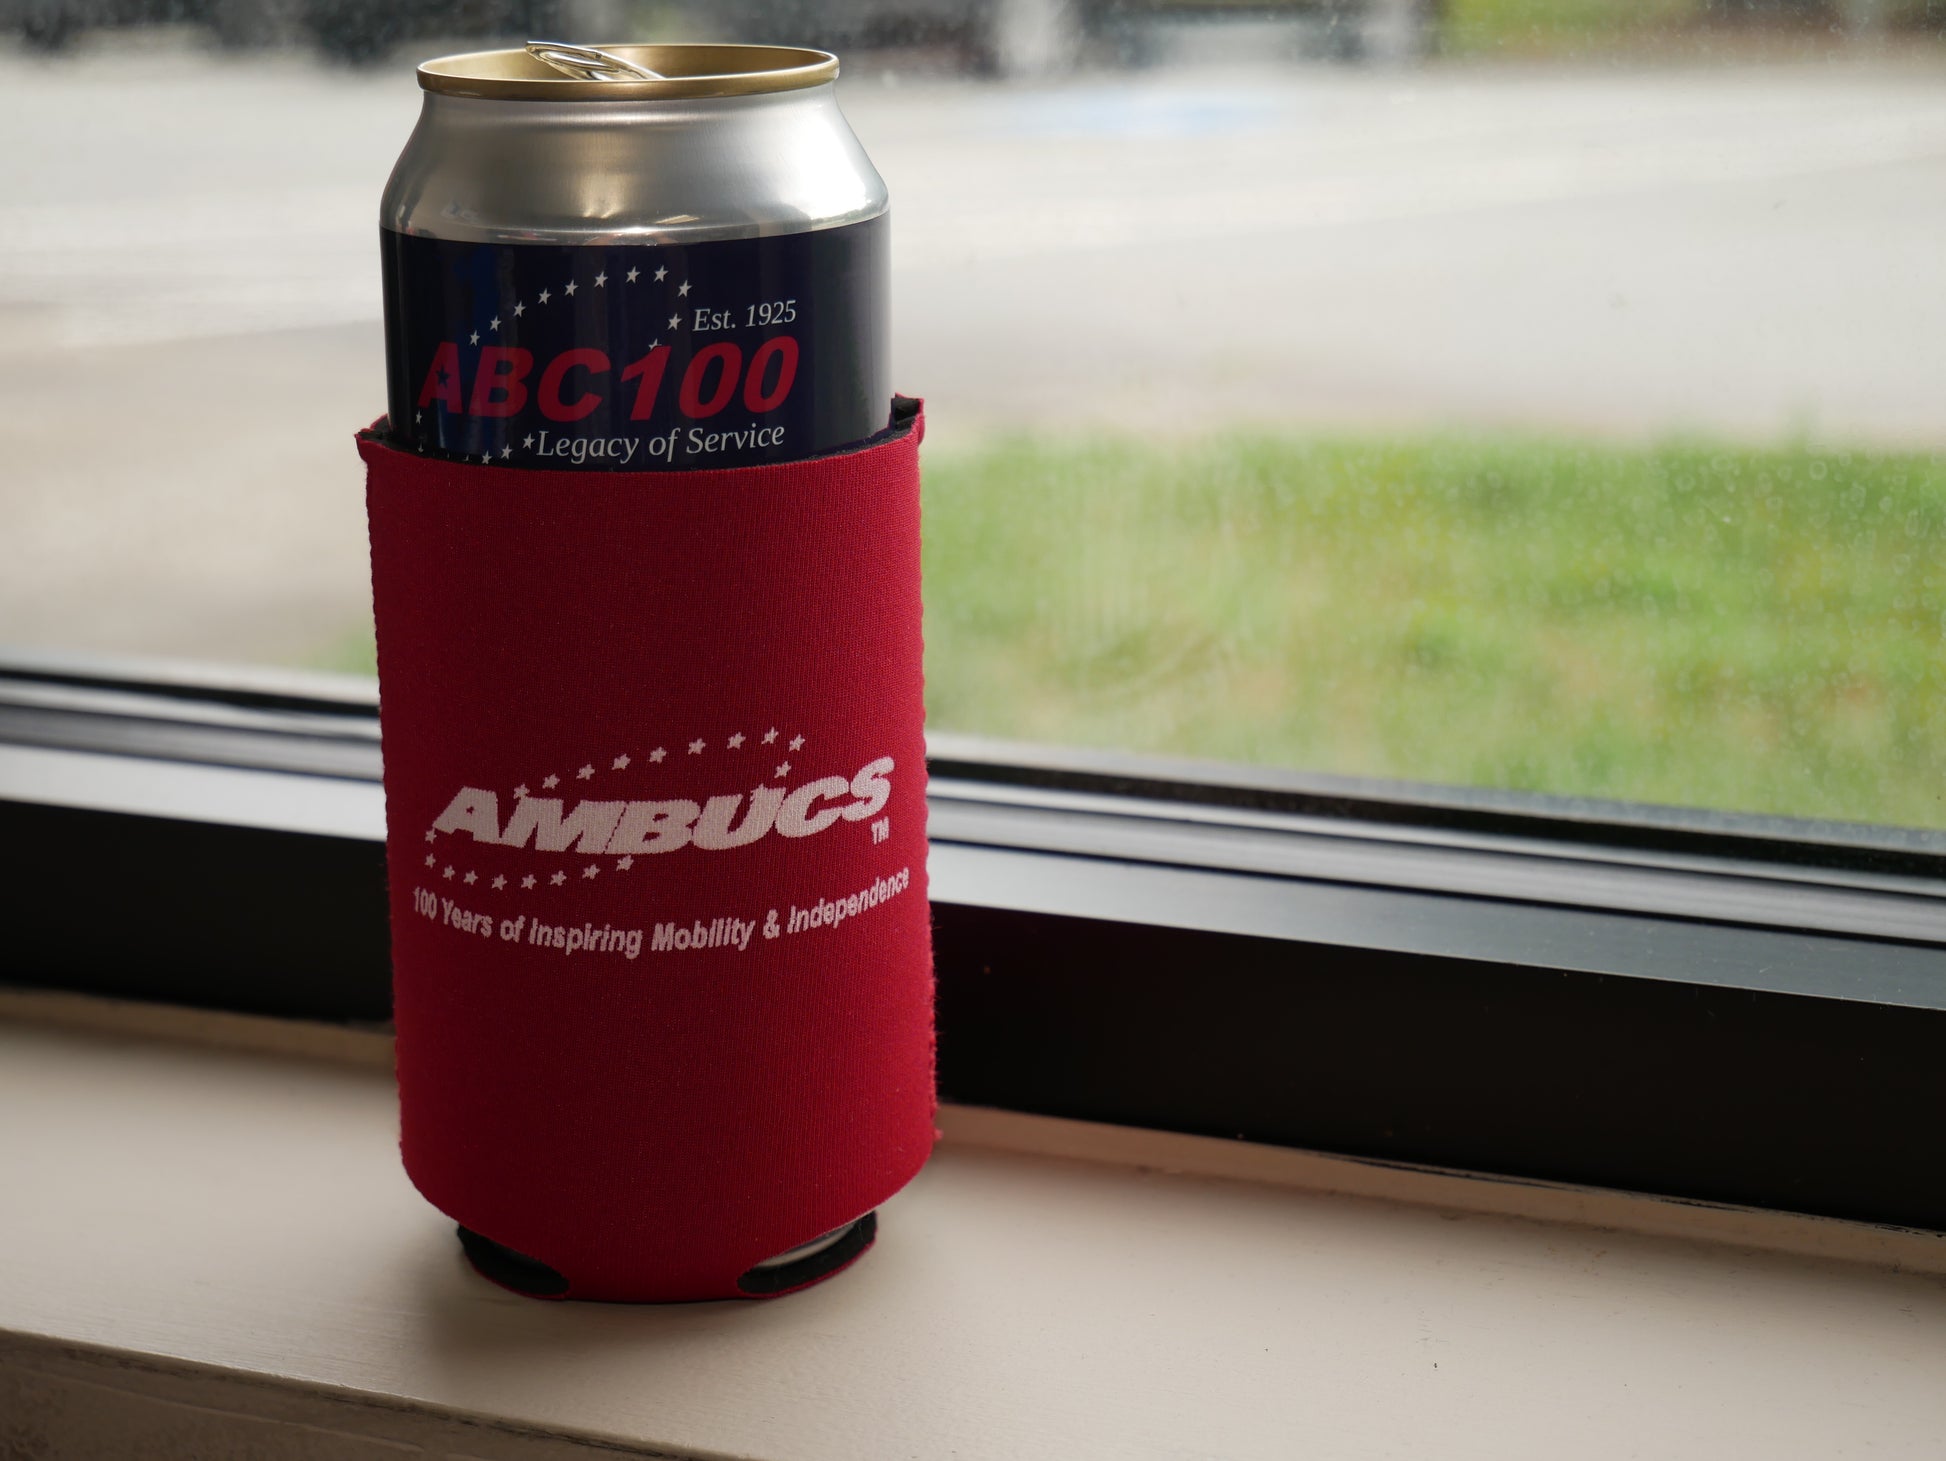 Est. 1925
ABC100
Legacy of Service
AMBUCS
TM
100 Years of Inspiring Mobility & Independence